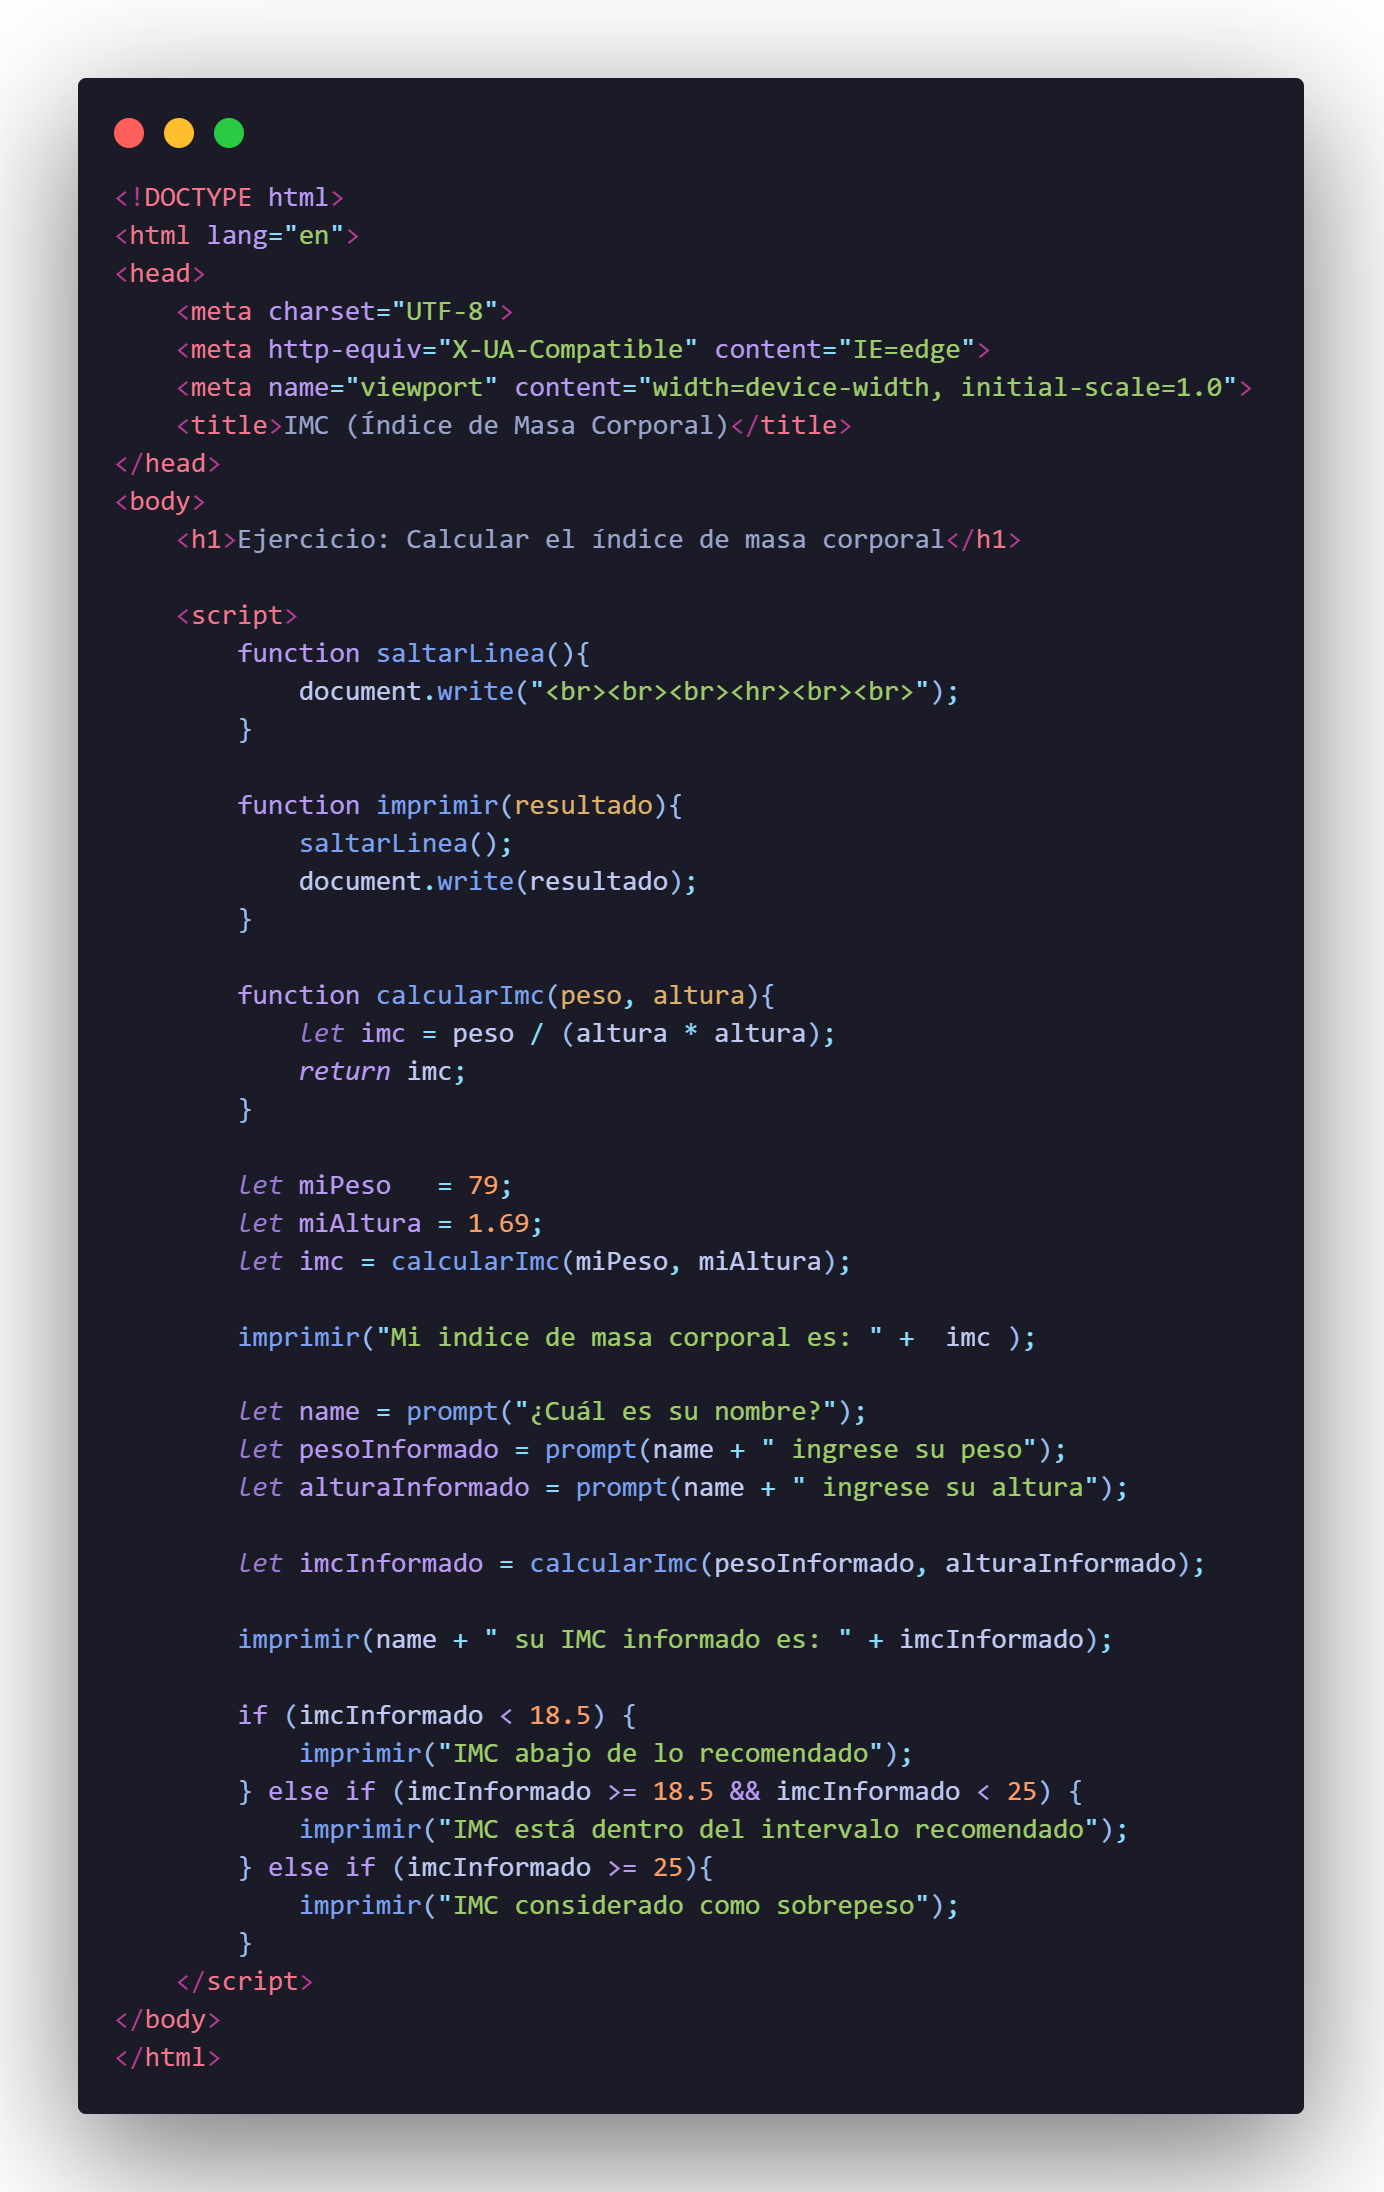 <!DOCTYPE html>
<html lang="en">
<head>
    <meta charset="UTF-8">
    <meta http-equiv="X-UA-Compatible" content="IE=edge">
    <meta name="viewport" content="width=device-width, initial-scale=1.0">
    <title>IMC (Índice de Masa Corporal)</title>
</head>
<body>
    <h1>Ejercicio: Calcular el índice de masa corporal</h1>

    <script>
        function saltarLinea(){
            document.write("<br><br><br><hr><br><br>");
        }

        function imprimir(resultado){
            saltarLinea();
            document.write(resultado);
        }

        function calcularImc(peso, altura){
            let imc = peso / (altura * altura);
            return imc;
        }

        let miPeso   = 79;
        let miAltura = 1.69;
        let imc = calcularImc(miPeso, miAltura);

        imprimir("Mi indice de masa corporal es: " +  imc );

        let name = prompt("¿Cuál es su nombre?");
        let pesoInformado = prompt(name + " ingrese su peso");
        let alturaInformado = prompt(name + " ingrese su altura");

        let imcInformado = calcularImc(pesoInformado, alturaInformado);

        imprimir(name + " su IMC informado es: " + imcInformado);

        if (imcInformado < 18.5) {
            imprimir("IMC abajo de lo recomendado");
        } else if (imcInformado >= 18.5 && imcInformado < 25) {
            imprimir("IMC está dentro del intervalo recomendado");
        } else if (imcInformado >= 25){
            imprimir("IMC considerado como sobrepeso");
        }
    </script>
</body>
</html>